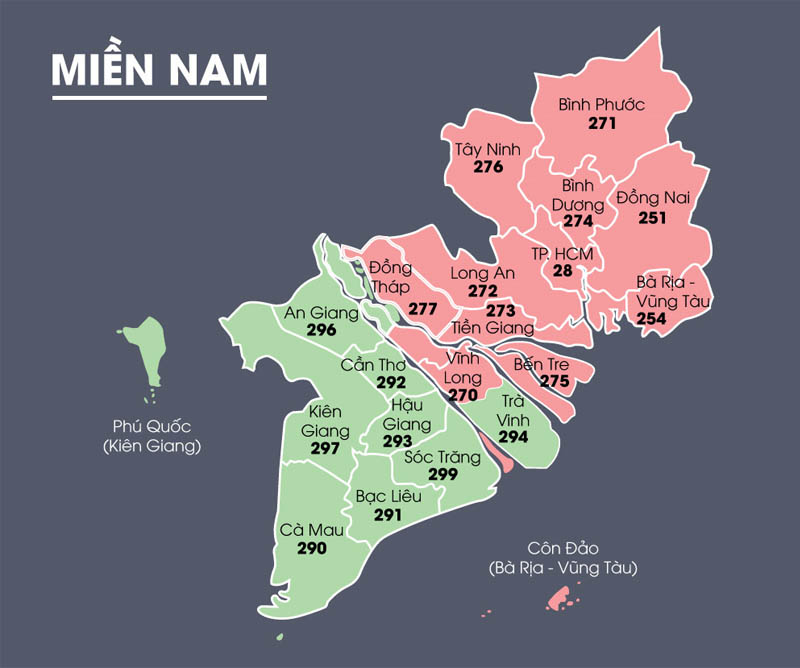 MIỀN NAM
Bình Phước
271
Tây Ninh
276
Bình
Dương
274
Đồng Nai
251
TP. HCM
28
Bà Rịa -
Vũng Tàu
254
Đồng
Tháp
277
Long An
272
273
Tiền Giang
An Giang
296
Cần Thơ
292
Vĩnh
Long
270
Bến Tre
275
Trà
Vinh
294
Kiên
Giang
297
Hậu
Giang
293
Sóc Trăng
299
Bạc Liêu
291
Cà Mau
290
Phú Quốc
(Kiên Giang)
Côn Đảo
(Bà Rịa - Vũng Tàu)